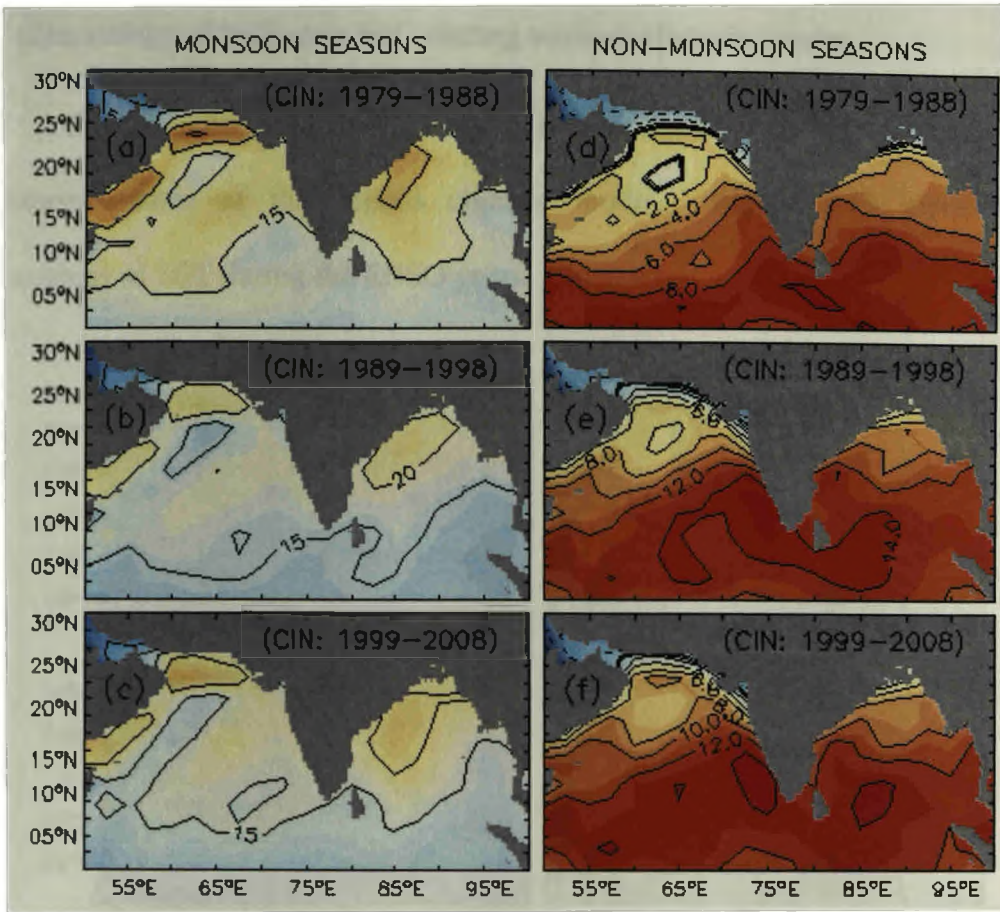 MONSOON SEASONS
NON-MONSOON SEASONS
30°N
25°N
20°N
15°N
10°N
05°N
(CIN: 1979-1988)
(a)
15
(CIN: 1979-1988)
(d)
2.0
4.0
6.0
8.0
30°N
25°N
20°N
15°N
10°N
05°N
(CIN: 1989-1998)
(b)
20
15
(CIN: 1989-1998)
(e)
6.0
8.0
12.0
14.0
30°N
25°N
20°N
15°N
10°N
05°N
(CIN: 1999-2008)
(c)
15
(CIN: 1999-2008)
(f)
6.0
8.0
10.0
12.0
55°E 65°E 75°E 85°E 95°E
55°E 65°E 75°E 85°E 95°E